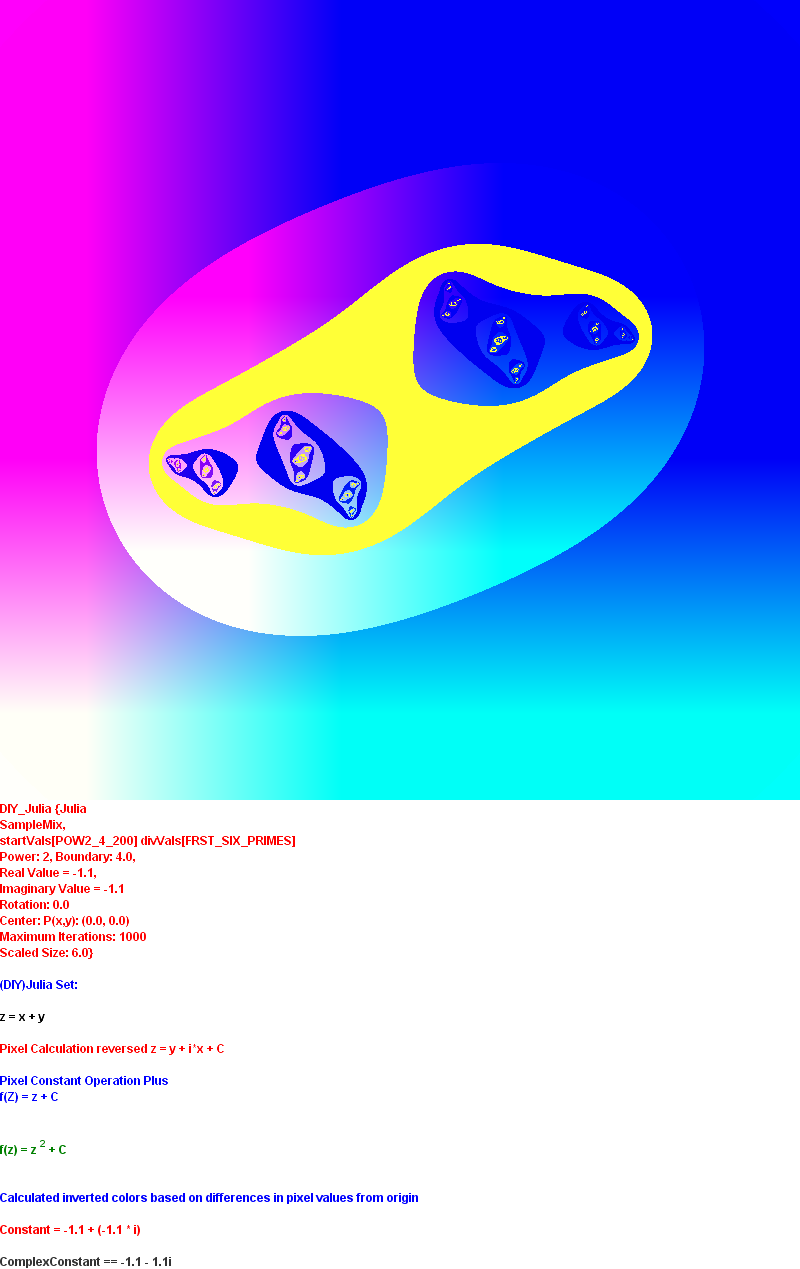 DIY_Julia {Julia
SampleMix,
startVals[POW2_4_200] divVals[FRST_SIX_PRIMES]
Power: 2, Boundary: 4.0,
Real Value = -1.1,
Imaginary Value = -1.1
Rotation: 0.0
Center: P(x,y): (0.0, 0.0)
Maximum Iterations: 1000
Scaled Size: 6.0}
(DIY)Julia Set:
z = x + y
Pixel Calculation reversed z = y + i*x + C
Pixel Constant Operation Plus
f(Z) = z + C
f(z) = z ² + C
Calculated inverted colors based on differences in pixel values from origin
Constant = -1.1 + (-1.1 * i)
ComplexConstant == -1.1 - 1.1i